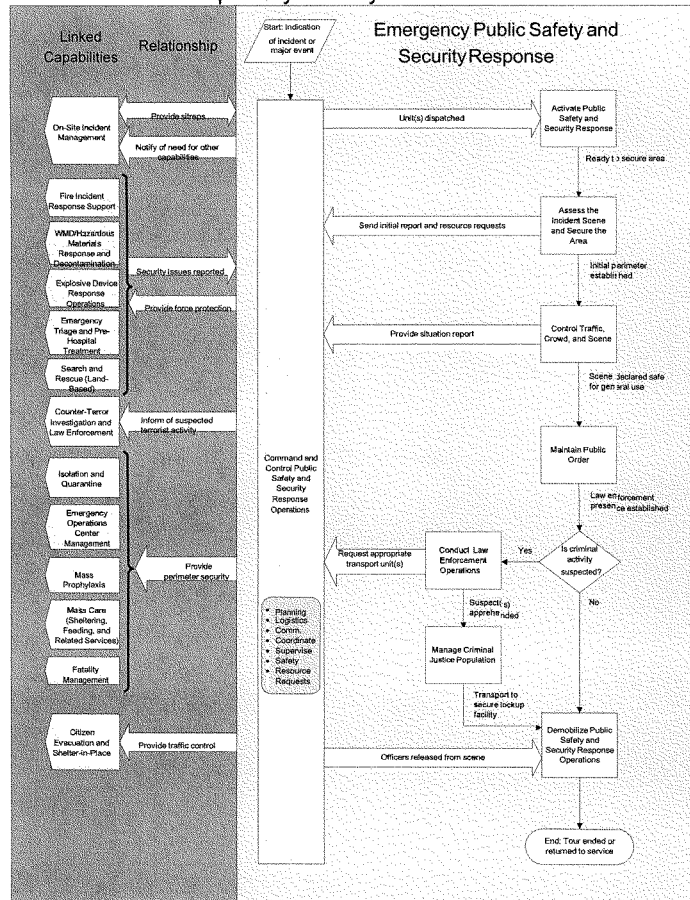 Linked
Capabilities
Relationship
Start: Indication
of incident or
major event
Emergency Public Safety and
Security Response
On-Site Incident
Management
Provide sitreps
Notify of need for other
capabilities
Unit(s) dispatched
Activate Public
Safety and
Security Response
Ready to secure area
Fire Incident
Response Support
WMD/Hazardous
Materials
Response and
Decontamination
Explosive Device
Response
Operations
Emergency
Triage and Pre-
Hospital
Treatment
Search and
Rescue (Land-
Based)
Security issues reported
Provide force protection
Send initial report and resource requests
Assess the
Incident Scene
and Secure the
Area
Initial perimeter
established
Provide situation report
Control Traffic,
Crowd, and Scene
Scene declared safe
for general use
Counter-Terror
Investigation and
Law Enforcement
Inform of suspected
terrorist activity
Command and
Control Public
Safety and
Security
Response
Operations
Maintain Public
Order
Law enforcement
presence established
Isolation and
Quarantine
Emergency
Operations
Center
Management
Mass
Prophylaxis
Mass Care
(Sheltering,
Feeding, and
Related Services)
Fatality
Management
Provide
perimeter security
Request appropriate
transport unit(s)
Conduct Law
Enforcement
Operations
Yes
Is criminal
activity
suspected?
No
Suspect(s)
apprehended
• Planning
• Logistics
• Comm.
• Coordinate
• Supervise
• Safety
• Resource
Requests
Manage Criminal
Justice Population
Transport to
secure lockup
facility
Citizen
Evacuation and
Shelter-in-Place
Provide traffic control
Officers released from scene
Demobilize Public
Safety and
Security Response
Operations
End: Tour ended or
returned to service